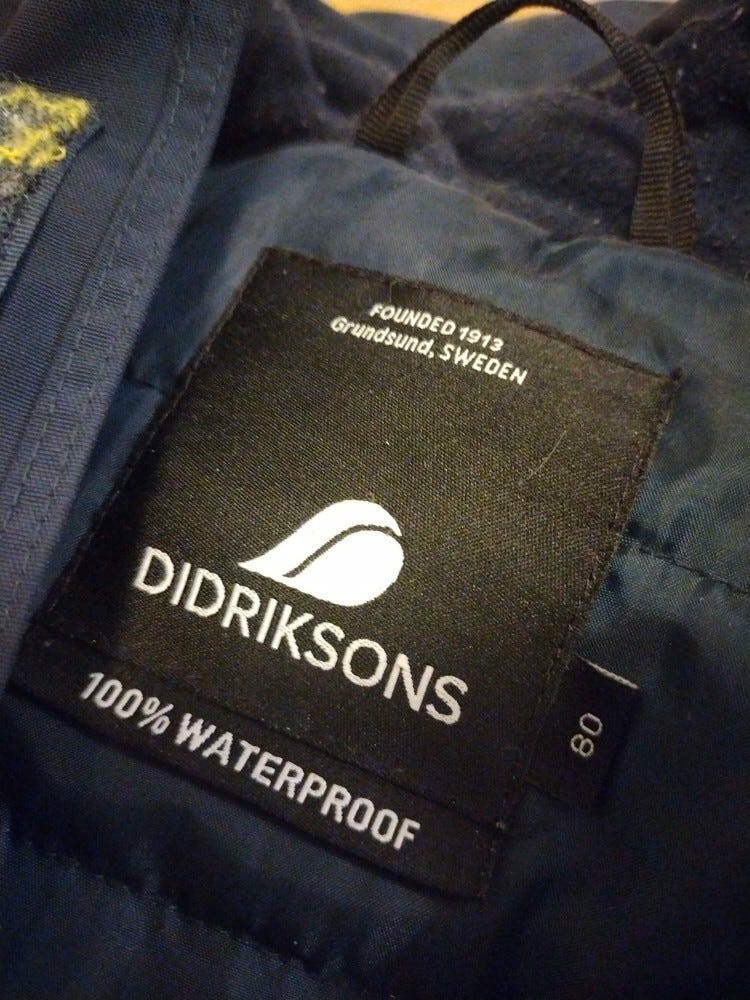 FOUNDED 1913
Grundsund, SWEDEN
DIDRIKSONS
100% WATERPROOF
80